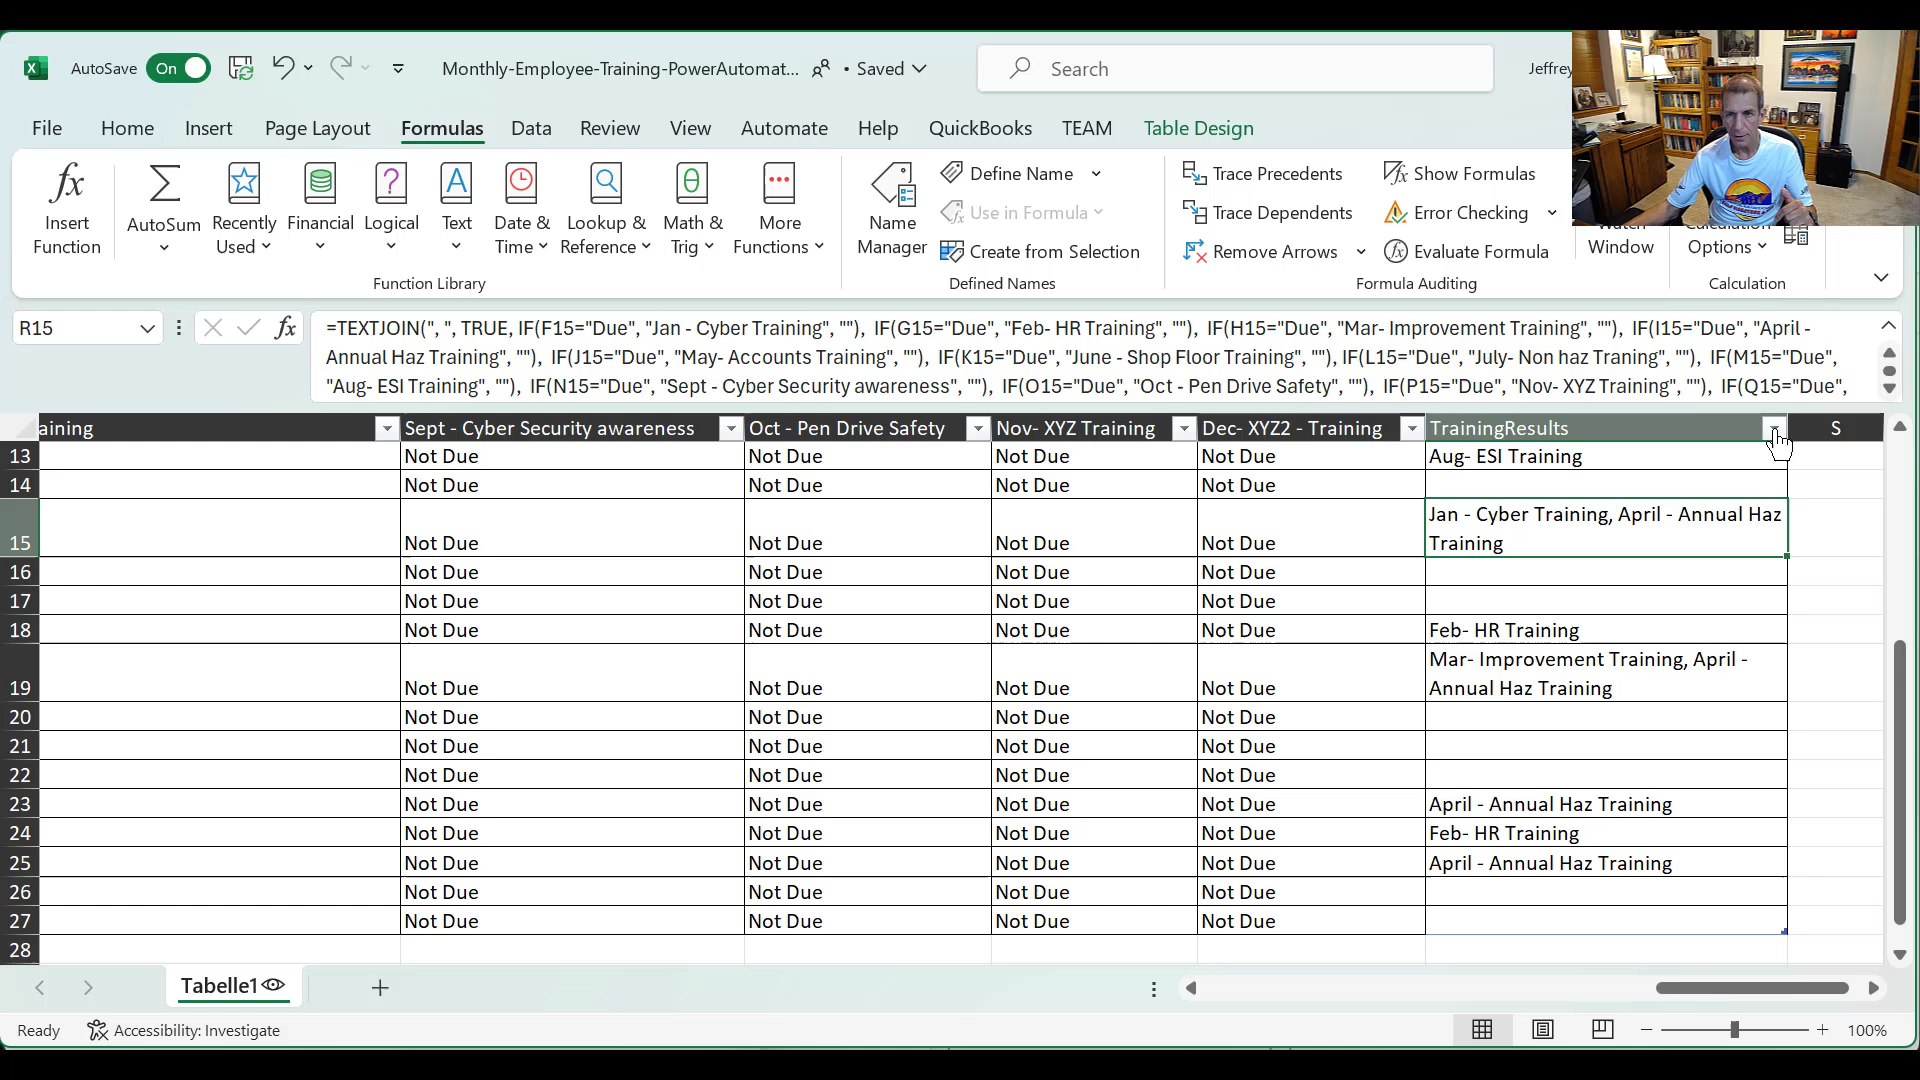 AutoSave On Monthly-Employee-Training-PowerAutomat... • Saved Search Jeffrey
File Home Insert Page Layout Formulas Data Review View Automate Help QuickBooks TEAM Table Design
fx Insert Function
AutoSum
Recently Used
Financial
Logical
Text
Date & Time
Lookup & Reference
Math & Trig
More Functions
Function Library
Name Manager
Define Name
Use in Formula
Create from Selection
Defined Names
Trace Precedents
Trace Dependents
Remove Arrows
Show Formulas
Error Checking
Evaluate Formula
Formula Auditing
Watch Window
Calculation Options
Calculation
R15 fx
=TEXTJOIN(", ", TRUE, IF(F15="Due", "Jan - Cyber Training", ""), IF(G15="Due", "Feb- HR Training", ""), IF(H15="Due", "Mar- Improvement Training", ""), IF(I15="Due", "April -
Annual Haz Training", ""), IF(J15="Due", "May- Accounts Training", ""), IF(K15="Due", "June - Shop Floor Training", ""), IF(L15="Due", "July- Non haz Traning", ""), IF(M15="Due",
"Aug- ESI Training", ""), IF(N15="Due", "Sept - Cyber Security awareness", ""), IF(O15="Due", "Oct - Pen Drive Safety", ""), IF(P15="Due", "Nov- XYZ Training", ""), IF(Q15="Due",
aining Sept - Cyber Security awareness Oct - Pen Drive Safety Nov- XYZ Training Dec- XYZ2 - Training TrainingResults S
13 Not Due Not Due Not Due Not Due Aug- ESI Training
14 Not Due Not Due Not Due Not Due
Jan - Cyber Training, April - Annual Haz
15 Not Due Not Due Not Due Not Due Training
16 Not Due Not Due Not Due Not Due
17 Not Due Not Due Not Due Not Due
18 Not Due Not Due Not Due Not Due Feb- HR Training
Mar- Improvement Training, April -
19 Not Due Not Due Not Due Not Due Annual Haz Training
20 Not Due Not Due Not Due Not Due
21 Not Due Not Due Not Due Not Due
22 Not Due Not Due Not Due Not Due
23 Not Due Not Due Not Due Not Due April - Annual Haz Training
24 Not Due Not Due Not Due Not Due Feb- HR Training
25 Not Due Not Due Not Due Not Due April - Annual Haz Training
26 Not Due Not Due Not Due Not Due
27 Not Due Not Due Not Due Not Due
28
Tabelle1
Ready Accessibility: Investigate 100%